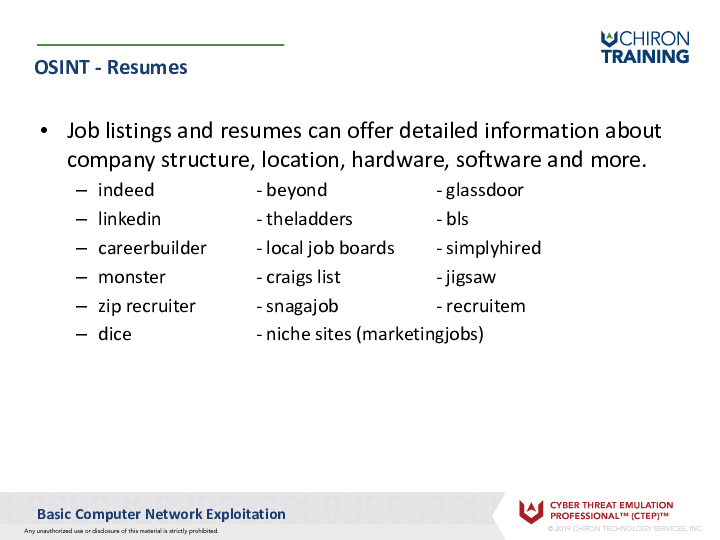 CHIRON
TRAINING
OSINT - Resumes
• Job listings and resumes can offer detailed information about
company structure, location, hardware, software and more.
– indeed - beyond - glassdoor
– linkedin - theladders - bls
– careerbuilder - local job boards - simplyhired
– monster - craigs list - jigsaw
– zip recruiter - snagajob - recruitem
– dice - niche sites (marketingjobs)
Basic Computer Network Exploitation
Any unauthorized use or disclosure of this material is strictly prohibited.
CYBER THREAT EMULATION
PROFESSIONAL™ (CTEP)™
© 2019 CHIRON TECHNOLOGY SERVICES, INC.